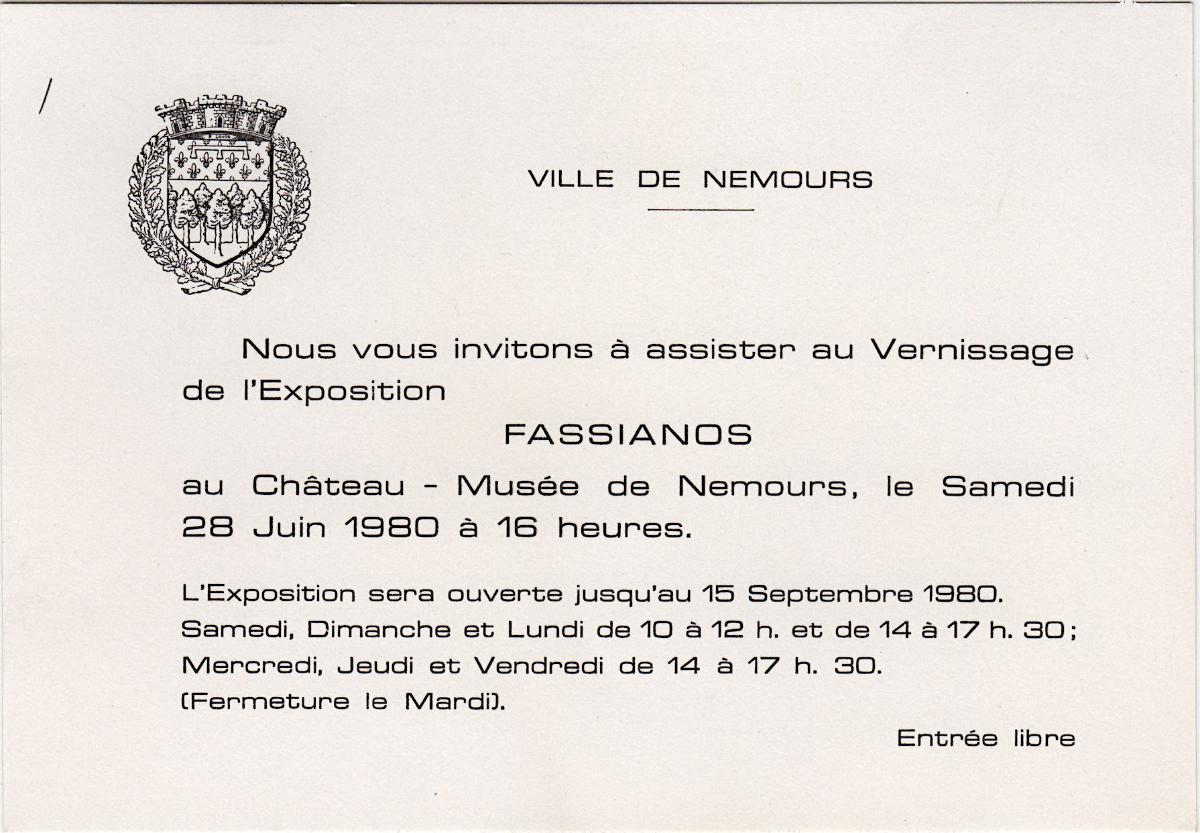 VILLE DE NEMOURS
Nous vous invitons à assister au Vernissage
de l'Exposition
FASSIANOS
au Château - Musée de Nemours, le Samedi
28 Juin 1980 à 16 heures.
L'Exposition sera ouverte jusqu'au 15 Septembre 1980.
Samedi, Dimanche et Lundi de 10 à 12 h. et de 14 à 17 h. 30 ;
Mercredi, Jeudi et Vendredi de 14 à 17 h. 30.
(Fermeture le Mardi).
Entrée libre